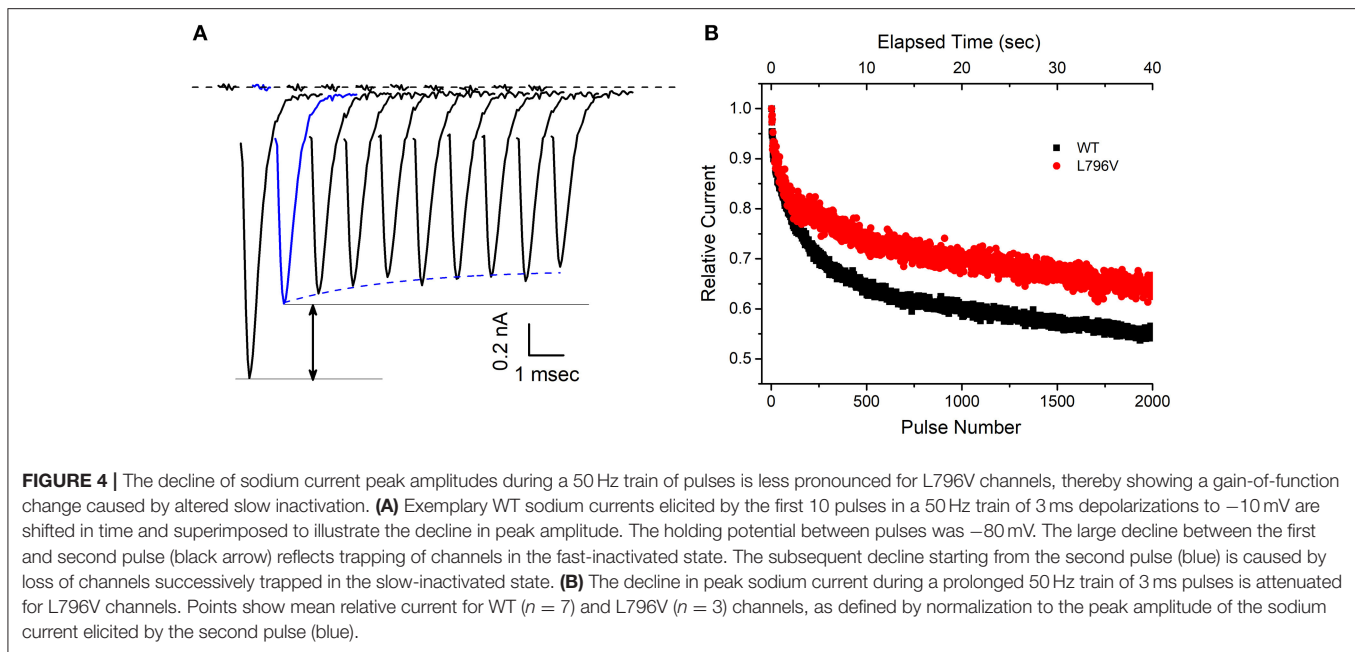 A
0.2 nA
1 msec
B
Elapsed Time (sec)
0 10 20 30 40
1.0
0.9
0.8
0.7
0.6
0.5
Relative Current
WT
L796V
0 500 1000 1500 2000
Pulse Number
FIGURE 4 | The decline of sodium current peak amplitudes during a 50 Hz train of pulses is less pronounced for L796V channels, thereby showing a gain-of-function
change caused by altered slow inactivation. (A) Exemplary WT sodium currents elicited by the first 10 pulses in a 50 Hz train of 3 ms depolarizations to −10 mV are
shifted in time and superimposed to illustrate the decline in peak amplitude. The holding potential between pulses was −80 mV. The large decline between the first
and second pulse (black arrow) reflects trapping of channels in the fast-inactivated state. The subsequent decline starting from the second pulse (blue) is caused by
loss of channels successively trapped in the slow-inactivated state. (B) The decline in peak sodium current during a prolonged 50 Hz train of 3 ms pulses is attenuated
for L796V channels. Points show mean relative current for WT (n = 7) and L796V (n = 3) channels, as defined by normalization to the peak amplitude of the sodium
current elicited by the second pulse (blue).